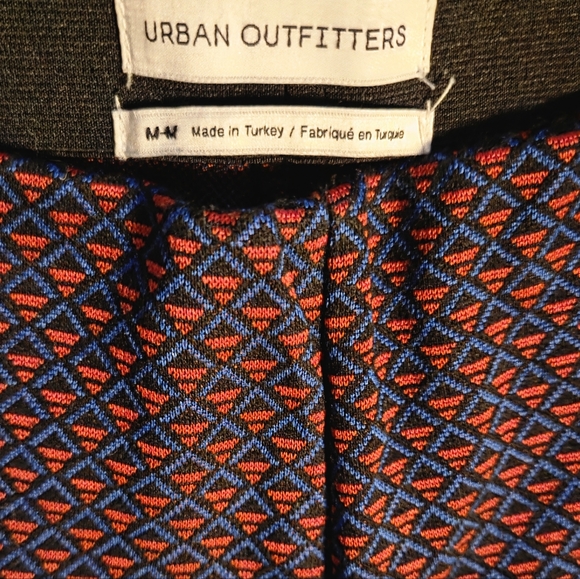 URBAN OUTFITTERS
M-M Made in Turkey / Fabriqué en Turquie